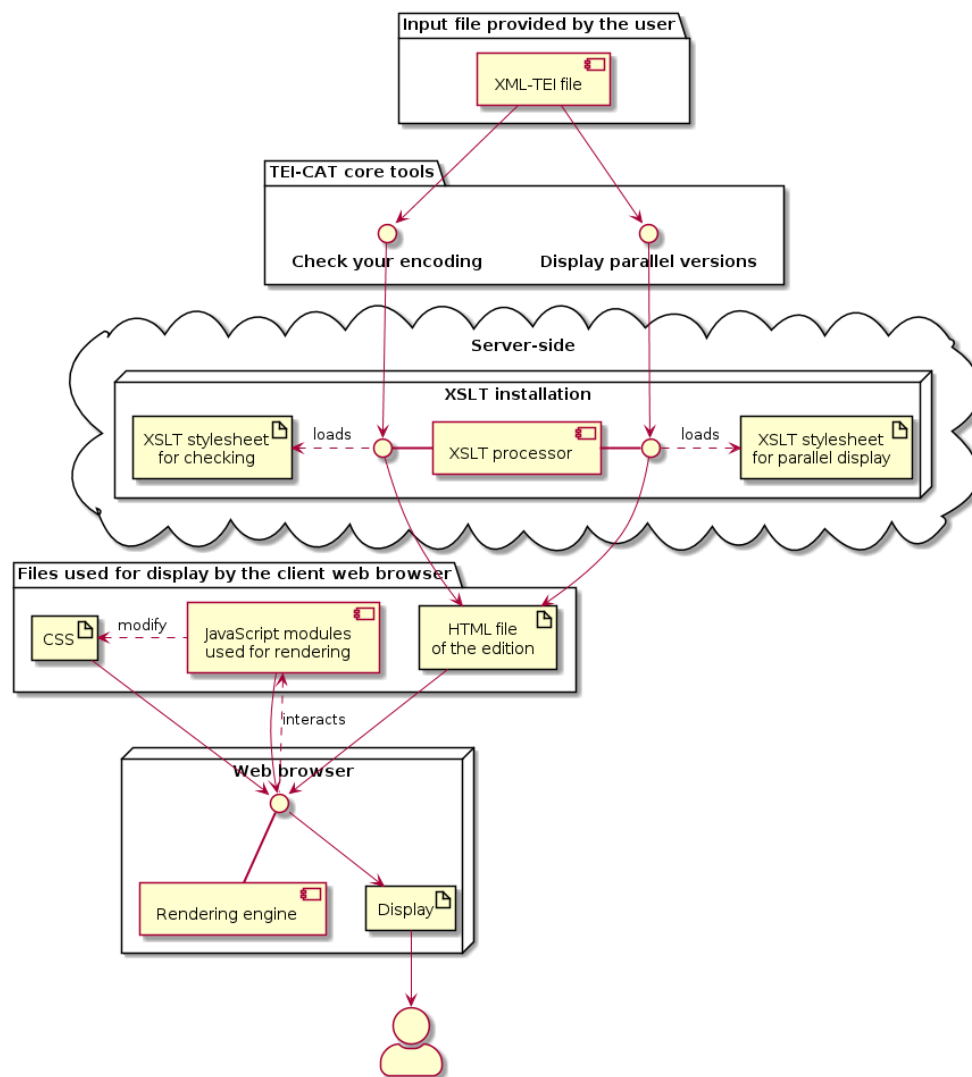 Input file provided by the user
XML-TEI file
TEI-CAT core tools
Check your encoding
Display parallel versions
Server-side
XSLT installation
XSLT stylesheet
for checking
loads
XSLT processor
loads
XSLT stylesheet
for parallel display
Files used for display by the client web browser
CSS
modify
JavaScript modules
used for rendering
HTML file
of the edition
interacts
Web browser
Rendering engine
Display